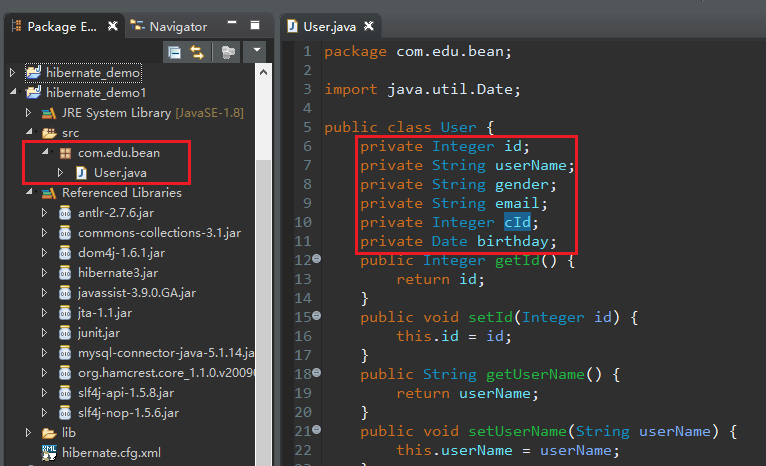 Package E...
Navigator
hibernate_demo
hibernate_demo1
JRE System Library [JavaSE-1.8]
src
com.edu.bean
User.java
Referenced Libraries
antlr-2.7.6.jar
commons-collections-3.1.jar
dom4j-1.6.1.jar
hibernate3.jar
javassist-3.9.0.GA.jar
jta-1.1.jar
junit.jar
mysql-connector-java-5.1.14.ja
org.hamcrest.core_1.1.0.v20090
slf4j-api-1.5.8.jar
slf4j-nop-1.5.6.jar
lib
hibernate.cfg.xml
User.java
1 package com.edu.bean;
2
3 import java.util.Date;
4
5 public class User {
6 private Integer id;
7 private String userName;
8 private String gender;
9 private String email;
10 private Integer cId;
11 private Date birthday;
12 public Integer getId() {
13 return id;
14 }
15 public void setId(Integer id) {
16 this.id = id;
17 }
18 public String getUserName() {
19 return userName;
20 }
21 public void setUserName(String userName) {
22 this.userName = userName;